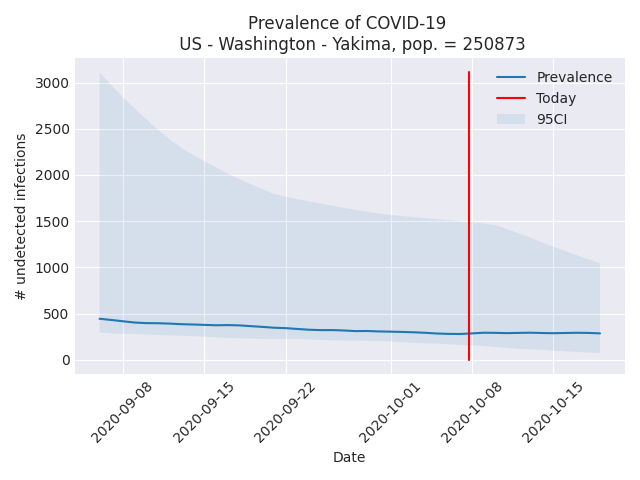 Prevalence of COVID-19
US - Washington - Yakima, pop. = 250873
Prevalence
Today
95CI
# undetected infections
3000
2500
2000
1500
1000
500
0
2020-09-08
2020-09-15
2020-09-22
2020-10-01
2020-10-08
2020-10-15
Date